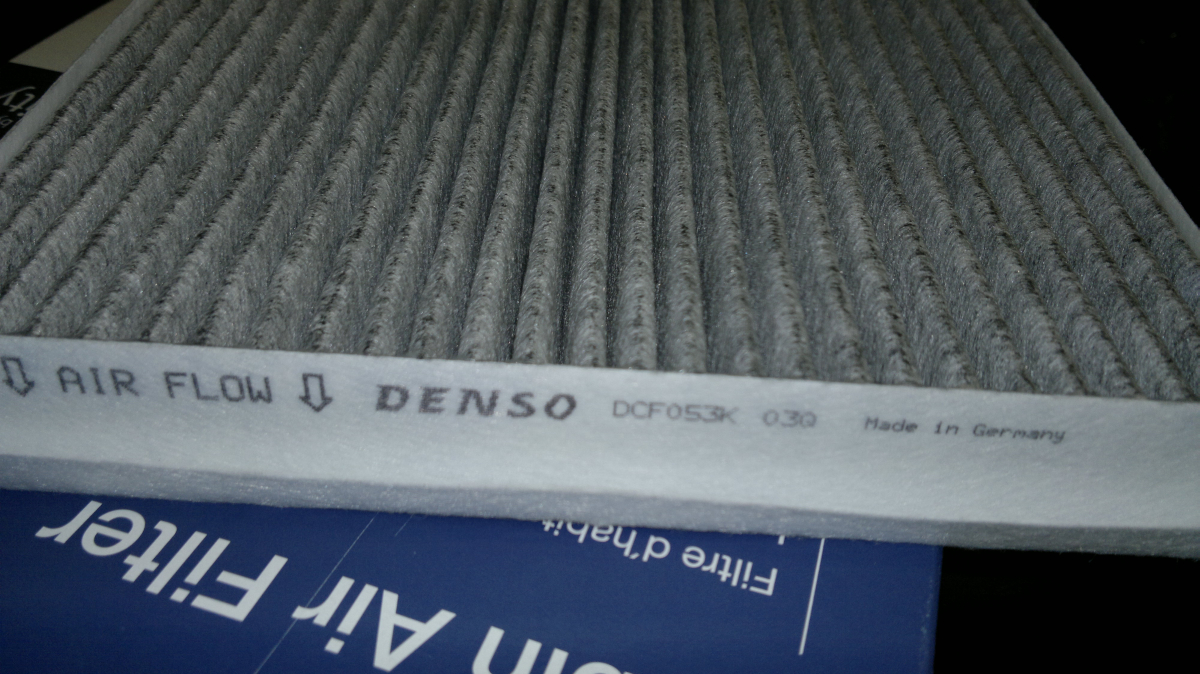 ⇩ AIR FLOW ⇩ DENSO DCF053K 03Q Made in Germany
Filtre d'habit
Air Filter